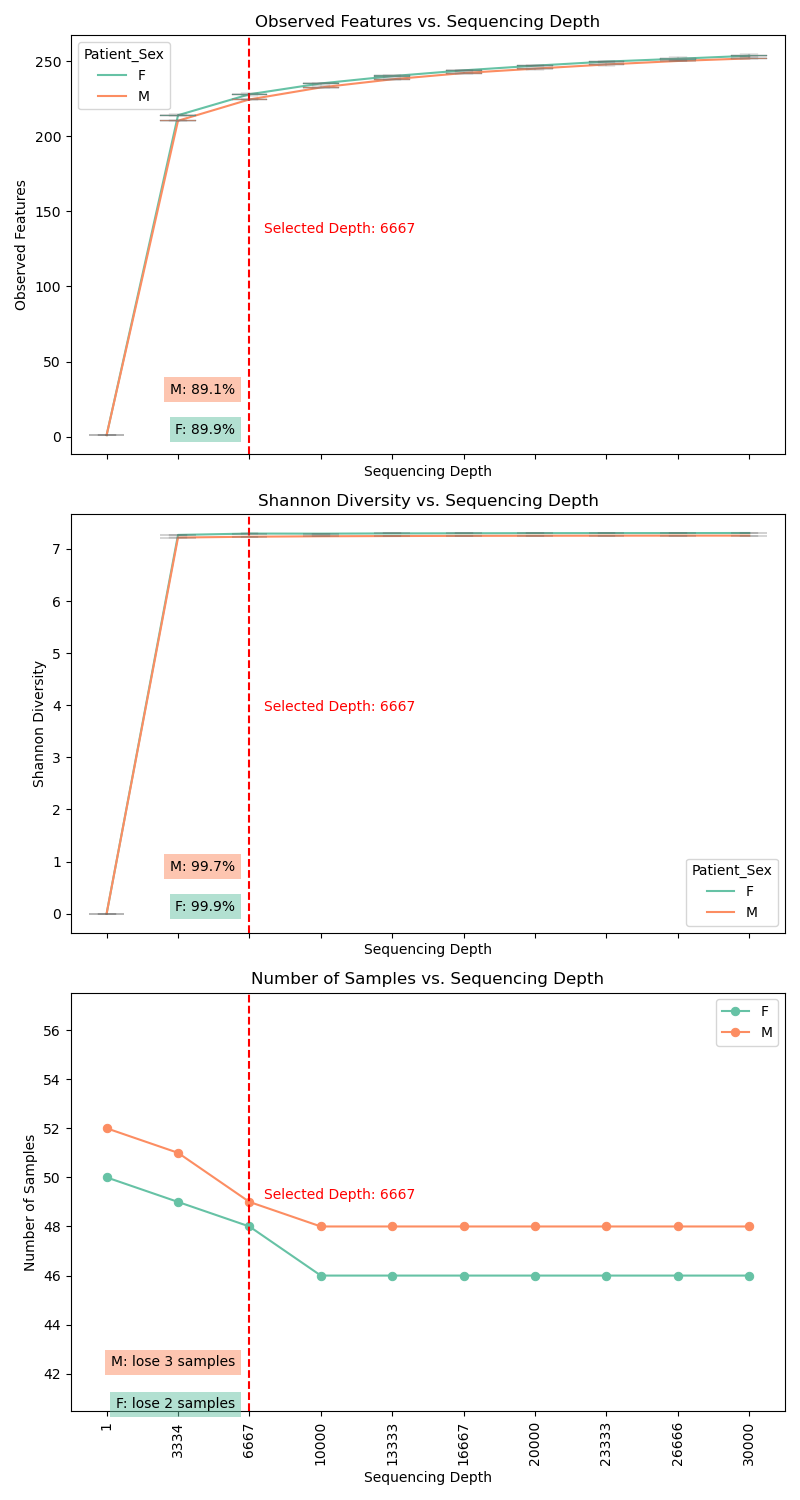 Observed Features vs. Sequencing Depth
Patient_Sex
F
M
250
200
150
100
50
0
Observed Features
Selected Depth: 6667
M: 89.1%
F: 89.9%
Sequencing Depth
Shannon Diversity vs. Sequencing Depth
7
6
5
4
3
2
1
0
Shannon Diversity
Selected Depth: 6667
M: 99.7%
F: 99.9%
Patient_Sex
F
M
Sequencing Depth
Number of Samples vs. Sequencing Depth
F
M
56
54
52
50
48
46
44
42
Number of Samples
Selected Depth: 6667
M: lose 3 samples
F: lose 2 samples
1
3334
6667
10000
13333
16667
20000
23333
26666
30000
Sequencing Depth